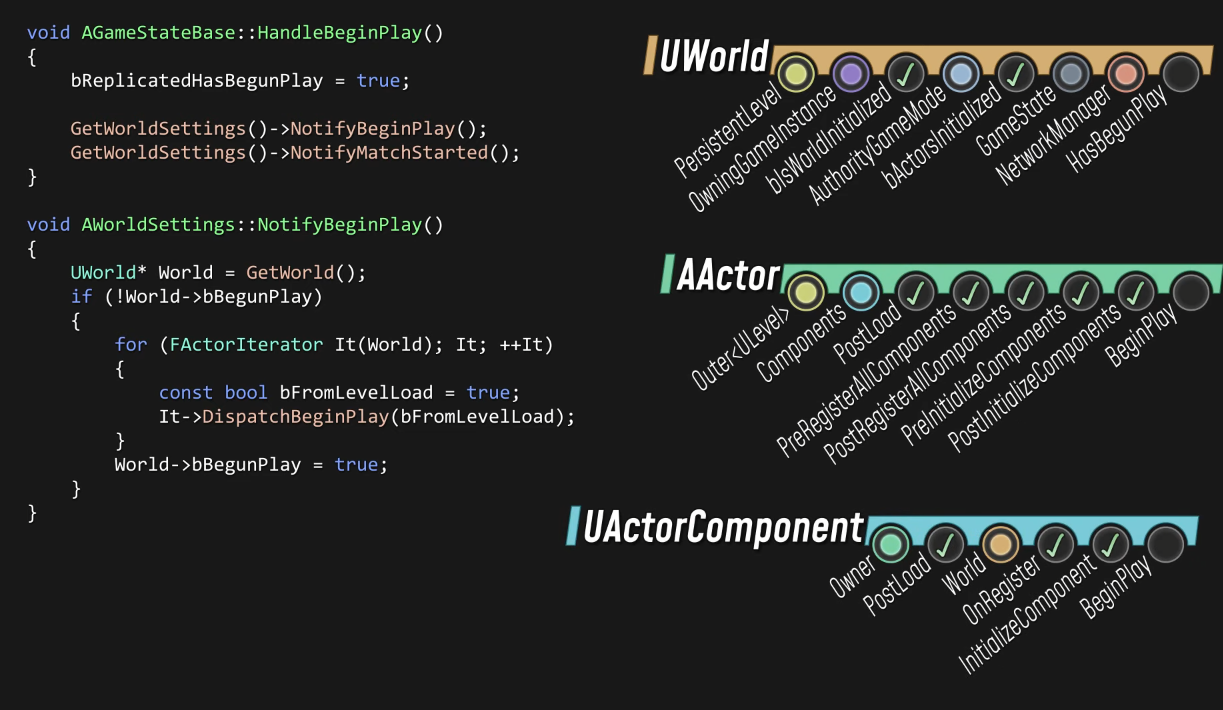 void AGameStateBase::HandleBeginPlay()
{
    bReplicatedHasBegunPlay = true;

    GetWorldSettings()->NotifyBeginPlay();
    GetWorldSettings()->NotifyMatchStarted();
}

void AWorldSettings::NotifyBeginPlay()
{
    UWorld* World = GetWorld();
    if (!World->bBegunPlay)
    {
        for (FActorIterator It(World); It; ++It)
        {
            const bool bFromLevelLoad = true;
            It->DispatchBeginPlay(bFromLevelLoad);
        }
        World->bBegunPlay = true;
    }
}
UWorld
PersistentLevel
OwningGameInstance
bIsWorldInitialized
AuthorityGameMode
bActorsInitialized
GameState
NetworkManager
HasBegunPlay
AActor
Outer<ULevel>
Components
PostLoad
PreRegisterAllComponents
PostRegisterAllComponents
PreInitializeComponents
PostInitializeComponents
BeginPlay
UActorComponent
Owner
PostLoad
World
OnRegister
InitializeComponent
BeginPlay